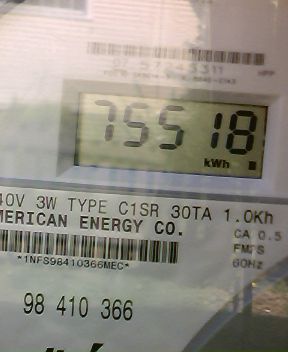 75518
kWh
40V 3W TYPE C1SR 30TA 1.0Kh
MERICAN ENERGY CO.
CA 0.5
60Hz
*1NFS98410366MEC*
98 410 366